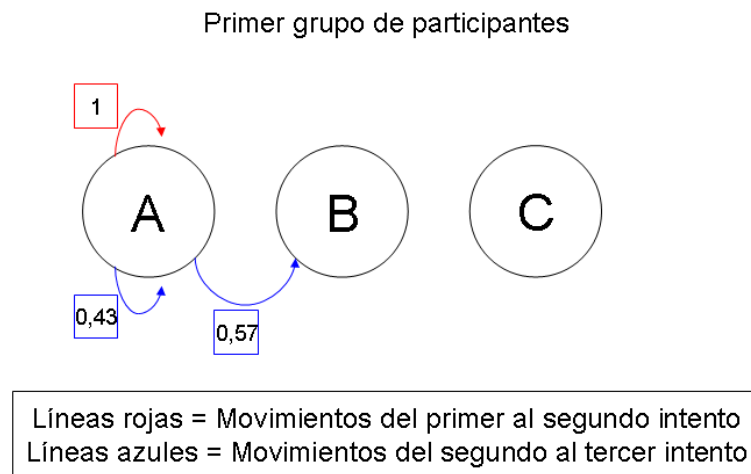 Primer grupo de participantes
1
A
B
C
0,43
0,57
Líneas rojas = Movimientos del primer al segundo intento
Líneas azules = Movimientos del segundo al tercer intento